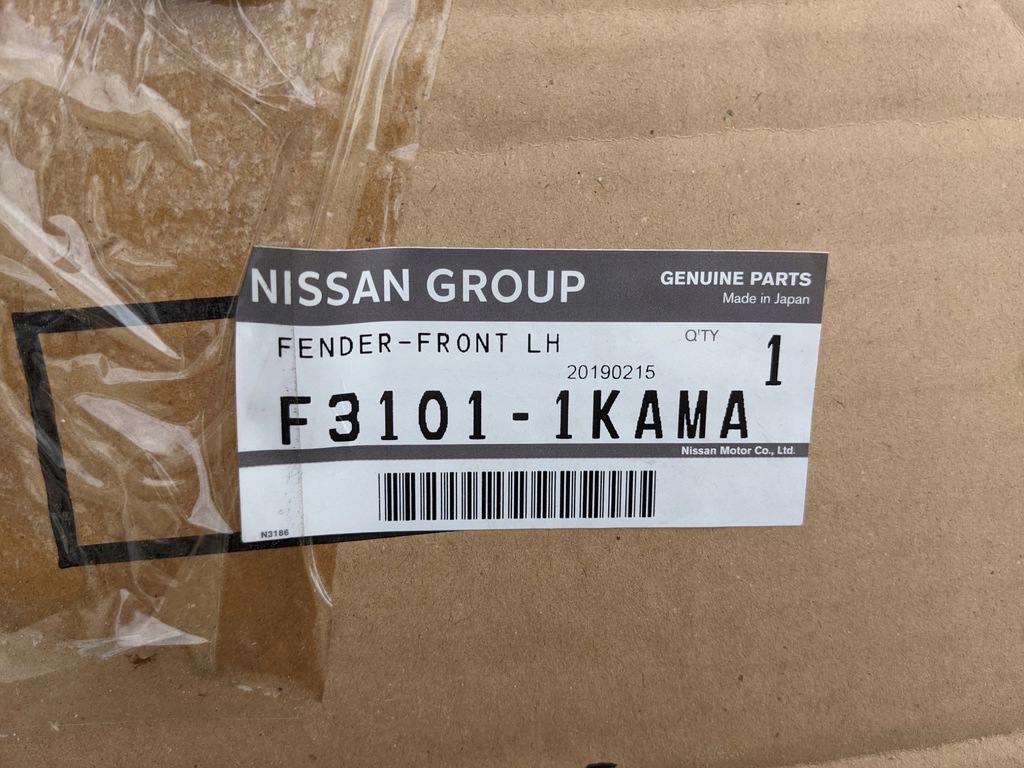 NISSAN GROUP
GENUINE PARTS
Made in Japan
FENDER-FRONT LH
Q'TY 1
20190215
F3101-1KAMA
Nissan Motor Co., Ltd.
N3186